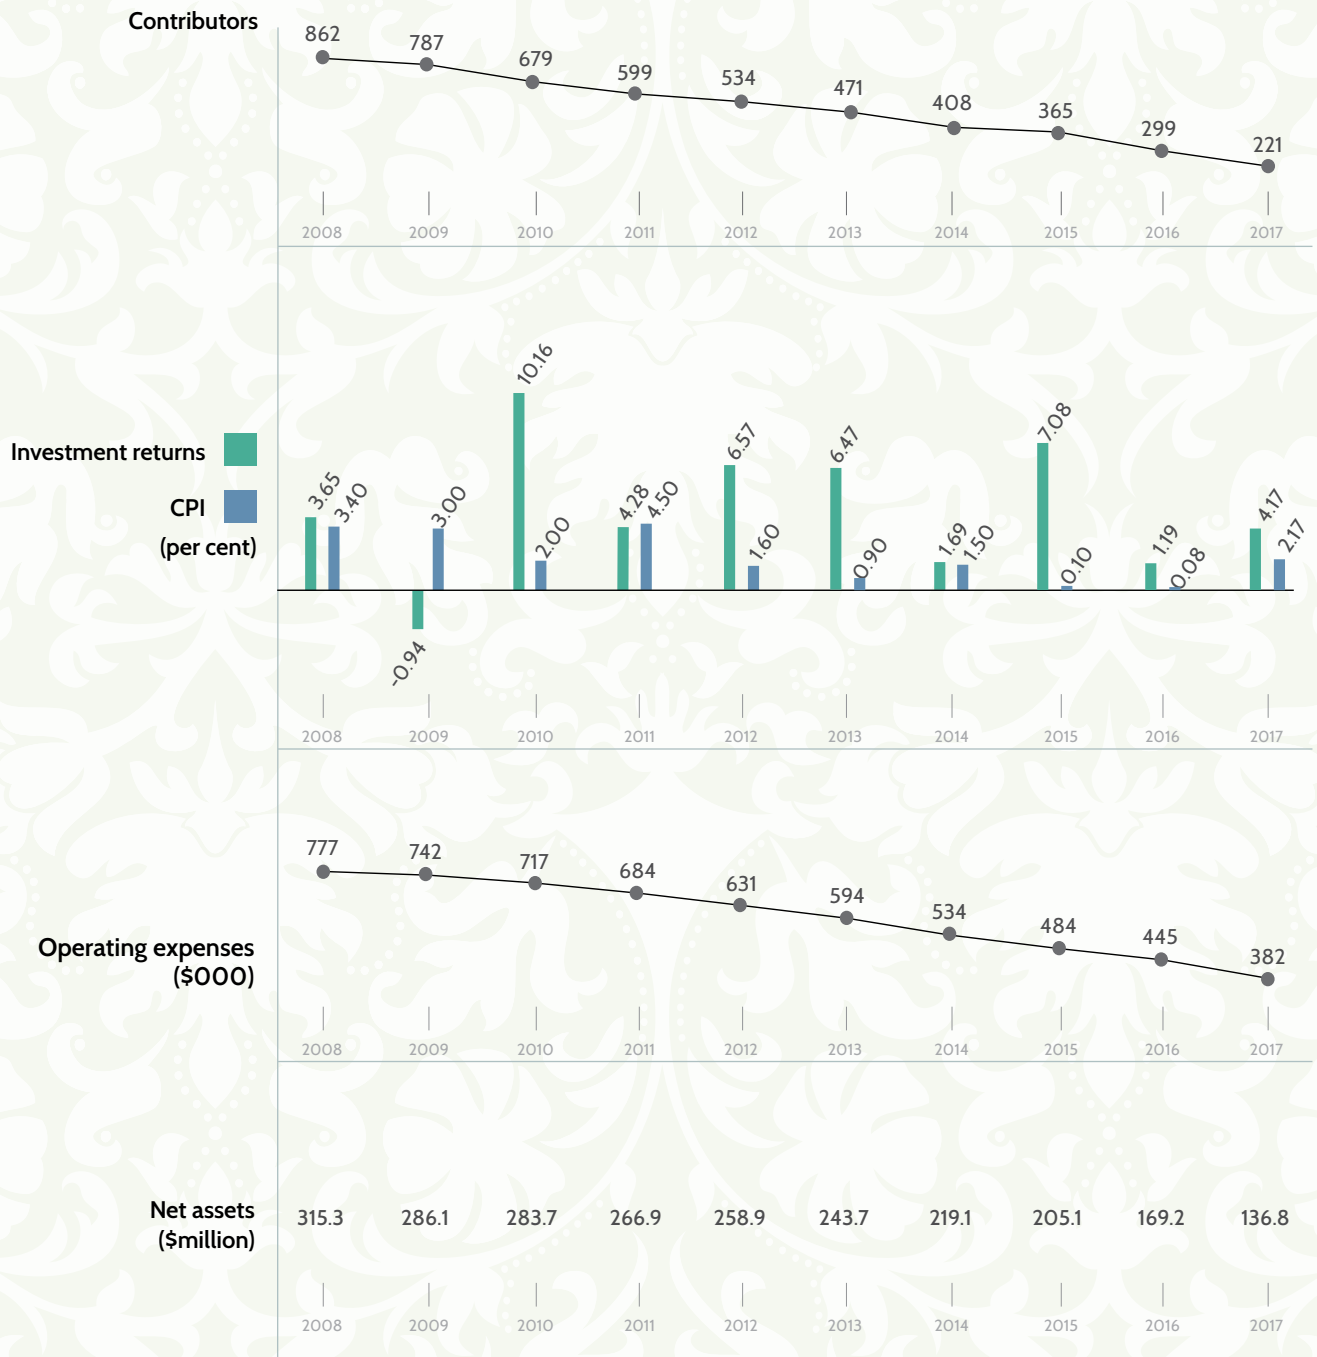 Contributors
862 787 679 599 534 471 408 365 299 221
2008 2009 2010 2011 2012 2013 2014 2015 2016 2017
Investment returns
CPI
(per cent)
3.65 3.40 -0.94 3.00 10.16 2.00 4.28 4.50 6.57 1.60 6.47 0.90 1.69 1.50 7.08 0.10 1.19 0.08 4.17 2.17
2008 2009 2010 2011 2012 2013 2014 2015 2016 2017
777 742 717 684 631 594 534 484 445 382
Operating expenses
($000)
2008 2009 2010 2011 2012 2013 2014 2015 2016 2017
Net assets
($million)
315.3 286.1 283.7 266.9 258.9 243.7 219.1 205.1 169.2 136.8
2008 2009 2010 2011 2012 2013 2014 2015 2016 2017